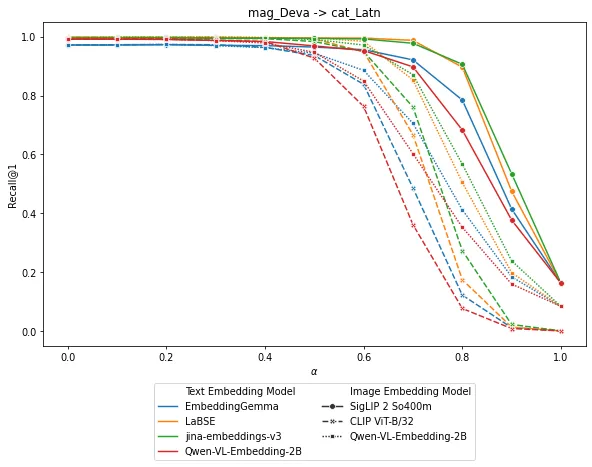 mag_Deva -> cat_Latn
1.0
0.8
0.6
0.4
0.2
0.0
Recall@1
0.0 0.2 0.4 0.6 0.8 1.0
α
Text Embedding Model Image Embedding Model
EmbeddingGemma SigLIP 2 So400m
LaBSE CLIP ViT-B/32
jina-embeddings-v3 Qwen-VL-Embedding-2B
Qwen-VL-Embedding-2B